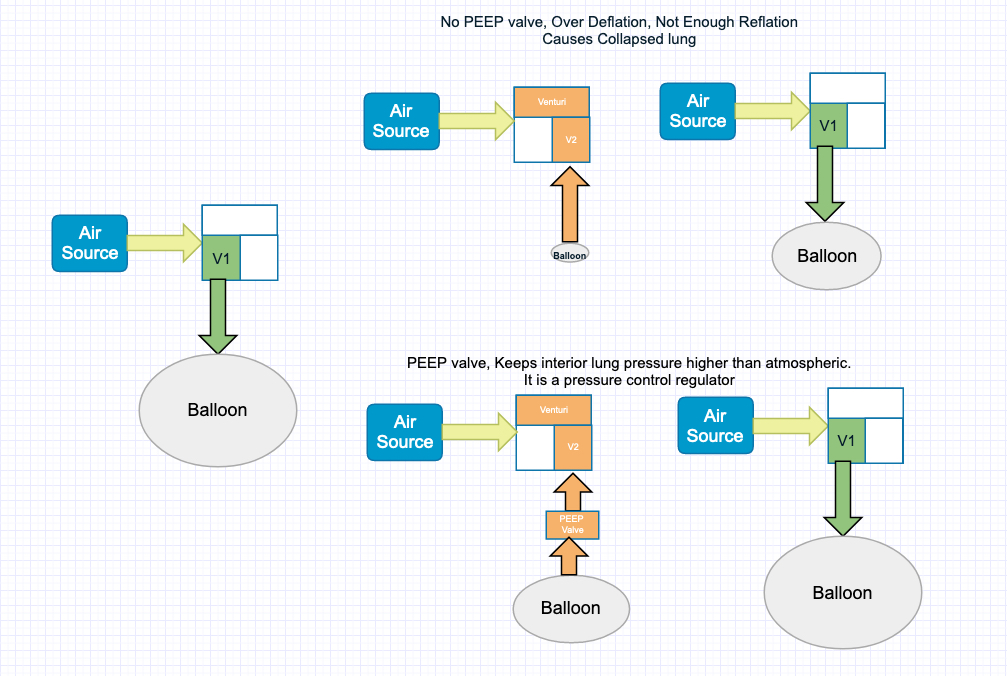 No PEEP valve, Over Deflation, Not Enough Reflation
Causes Collapsed lung
Air
Source
Venturi
V2
Balloon
Air
Source
V1
Balloon
Air
Source
V1
Balloon
PEEP valve, Keeps interior lung pressure higher than atmospheric.
It is a pressure control regulator
Air
Source
Venturi
V2
PEEP
Valve
Balloon
Air
Source
V1
Balloon